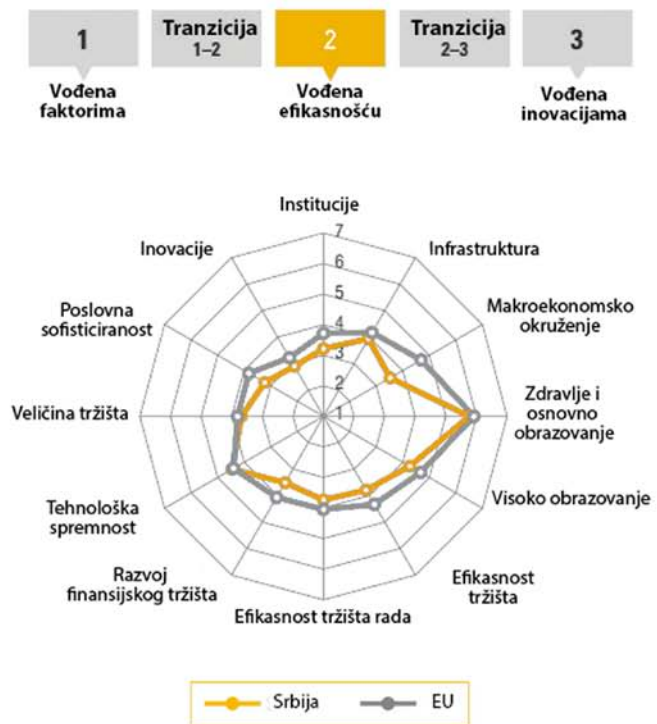 1
Tranzicija
1–2
2
Tranzicija
2–3
3
Vođena
faktorima
Vođena
efikasnošću
Vođena
inovacijama
Institucije
7
6
5
4
3
2
1
Inovacije
Infrastruktura
Poslovna
sofisticiranost
Makroekonomsko
okruženje
Veličina tržišta
Zdravlje i
osnovno
obrazovanje
Tehnološka
spremnost
Visoko obrazovanje
Razvoj
finansijskog tržišta
Efikasnost
tržišta
Efikasnost tržišta rada
Srbija
EU